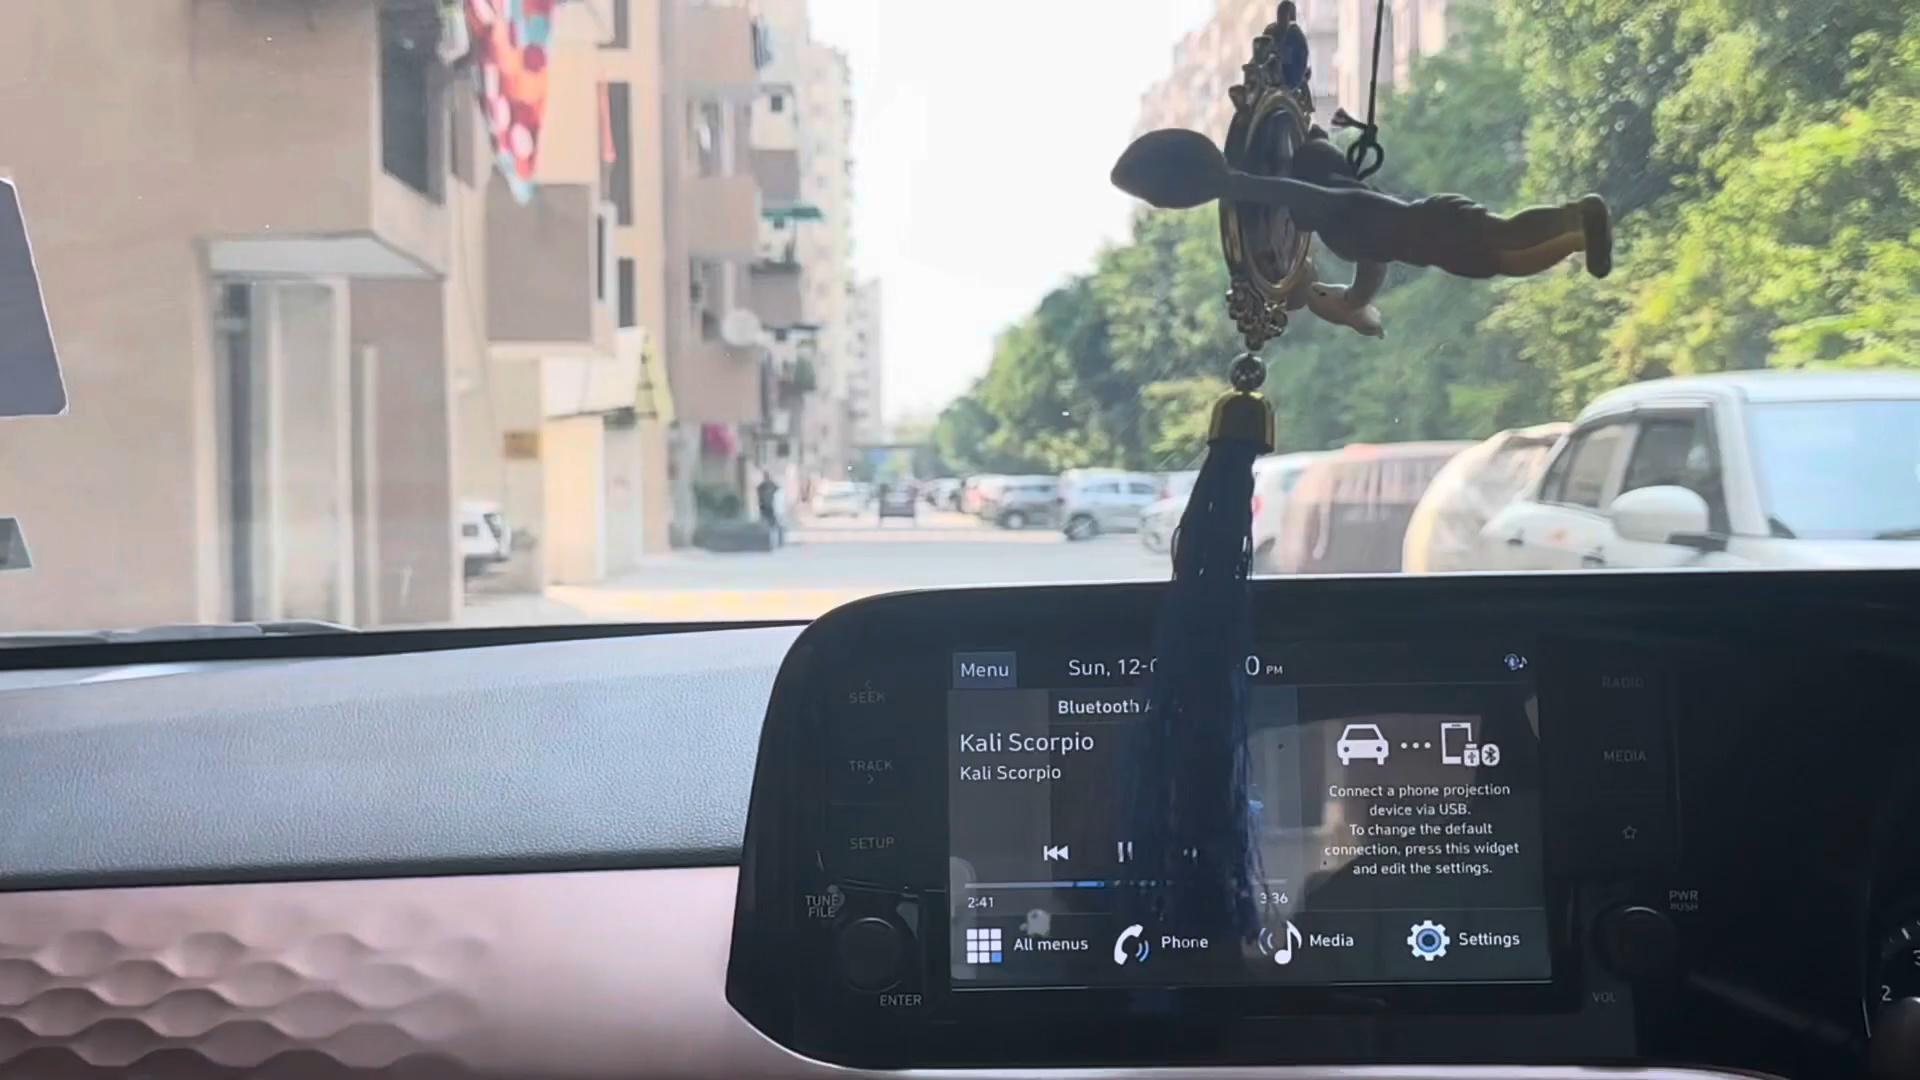 Menu Sun, 12- 0 PM
Bluetooth
Kali Scorpio
Kali Scorpio
2:41 3:36
Connect a phone projection
device via USB.
To change the default
connection, press this widget
and edit the settings.
All menus Phone Media Settings
SEEK
TRACK
SETUP
TUNE
FILE
ENTER
RADIO
MEDIA
PWR
PUSH
VOL
2